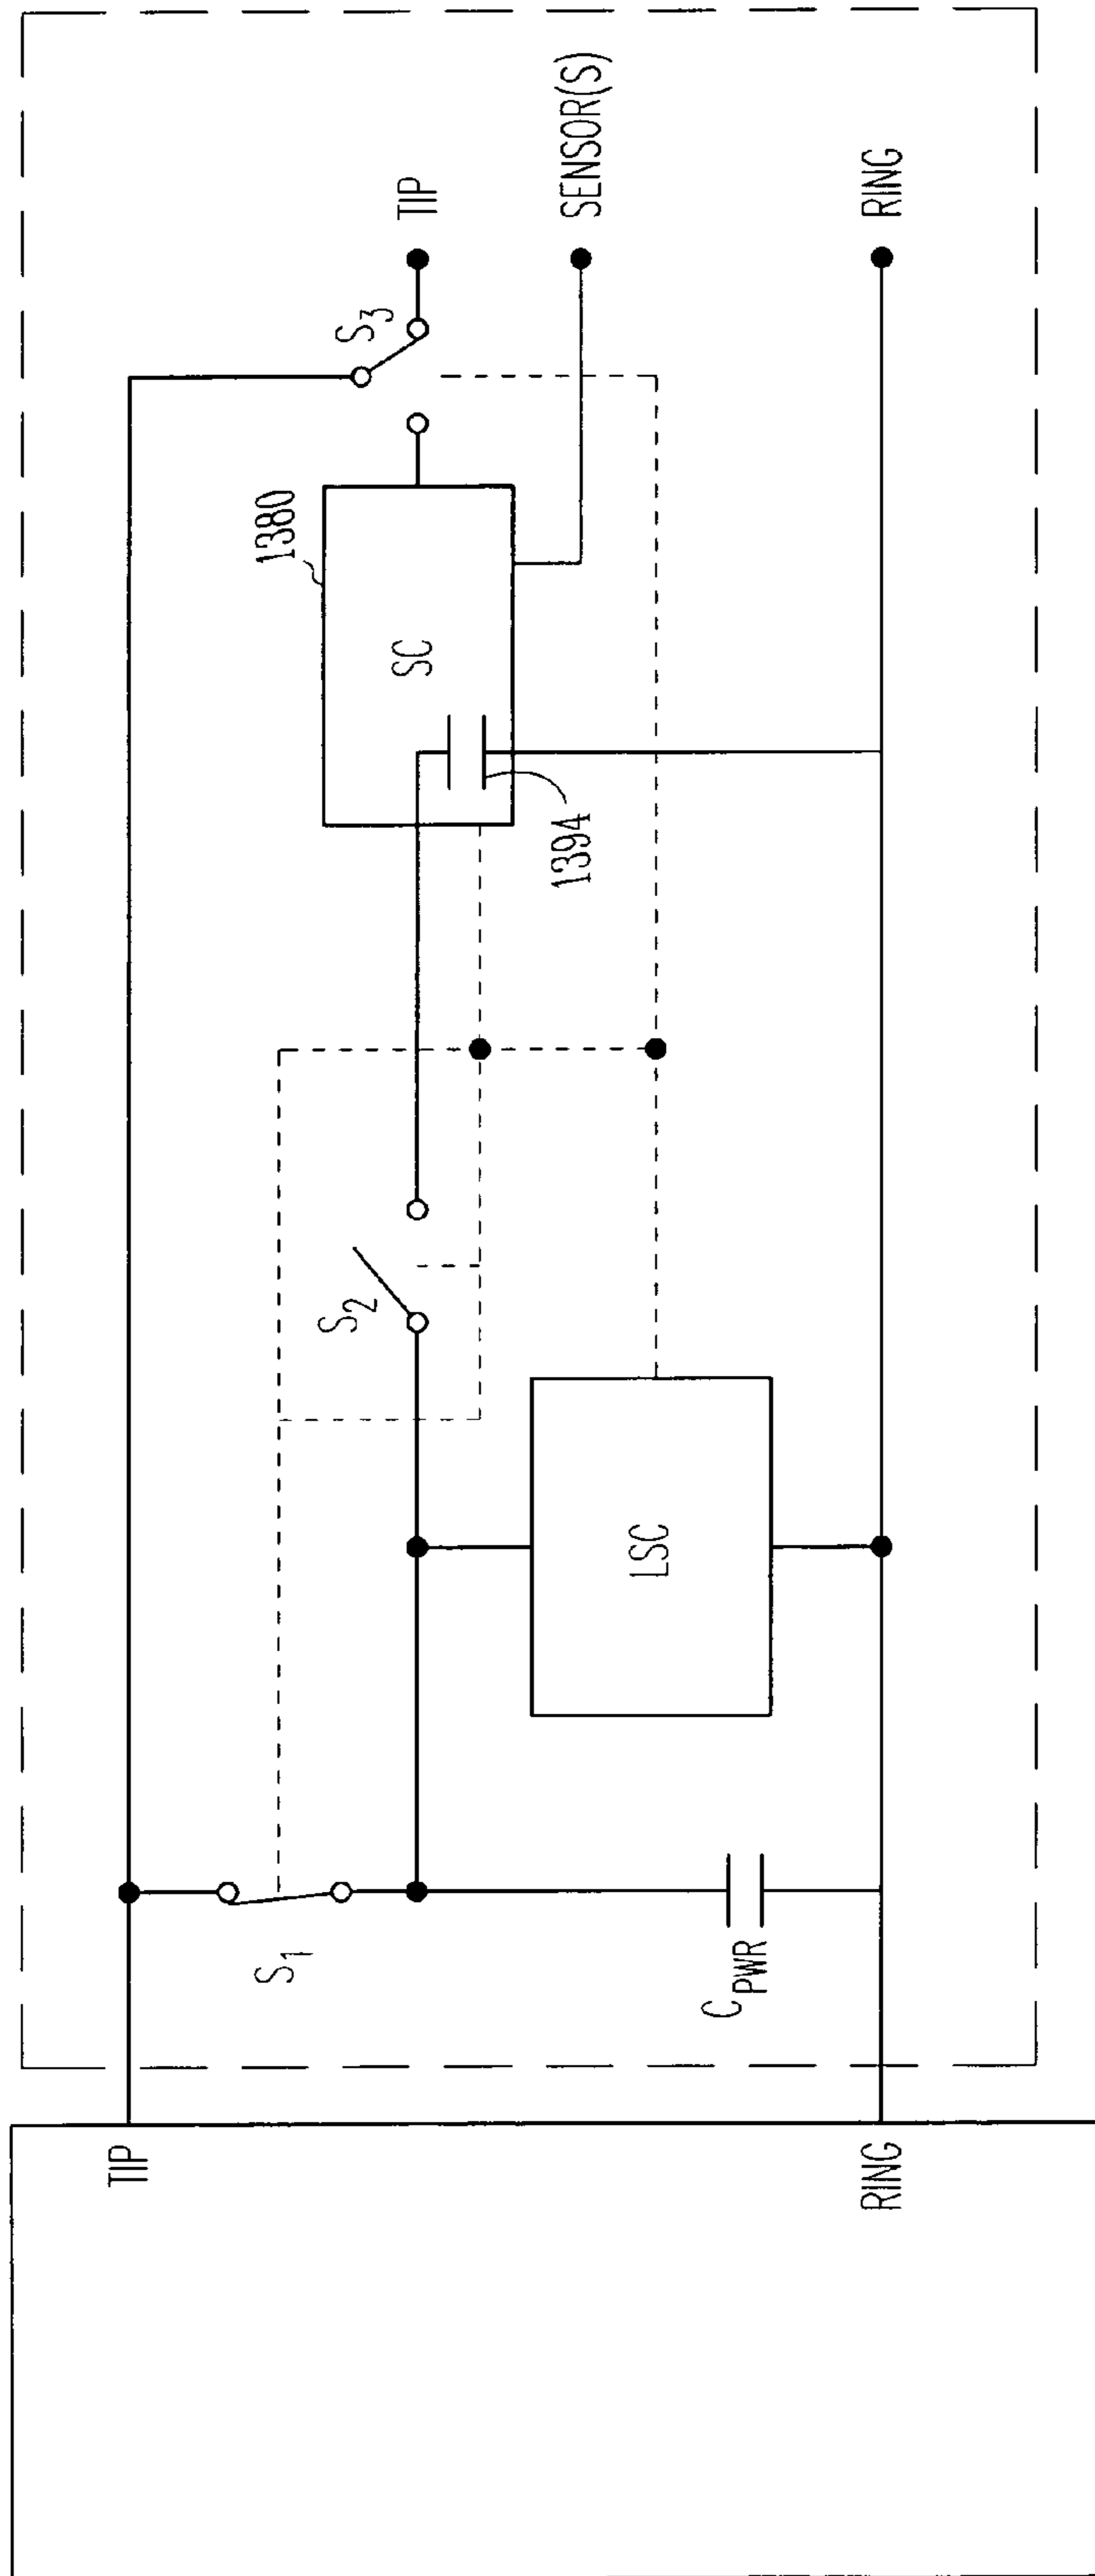 TIP
S1
S2
1380
SC
1394
S3
TIP
SENSOR(S)
LSC
CPWR
RING
RING